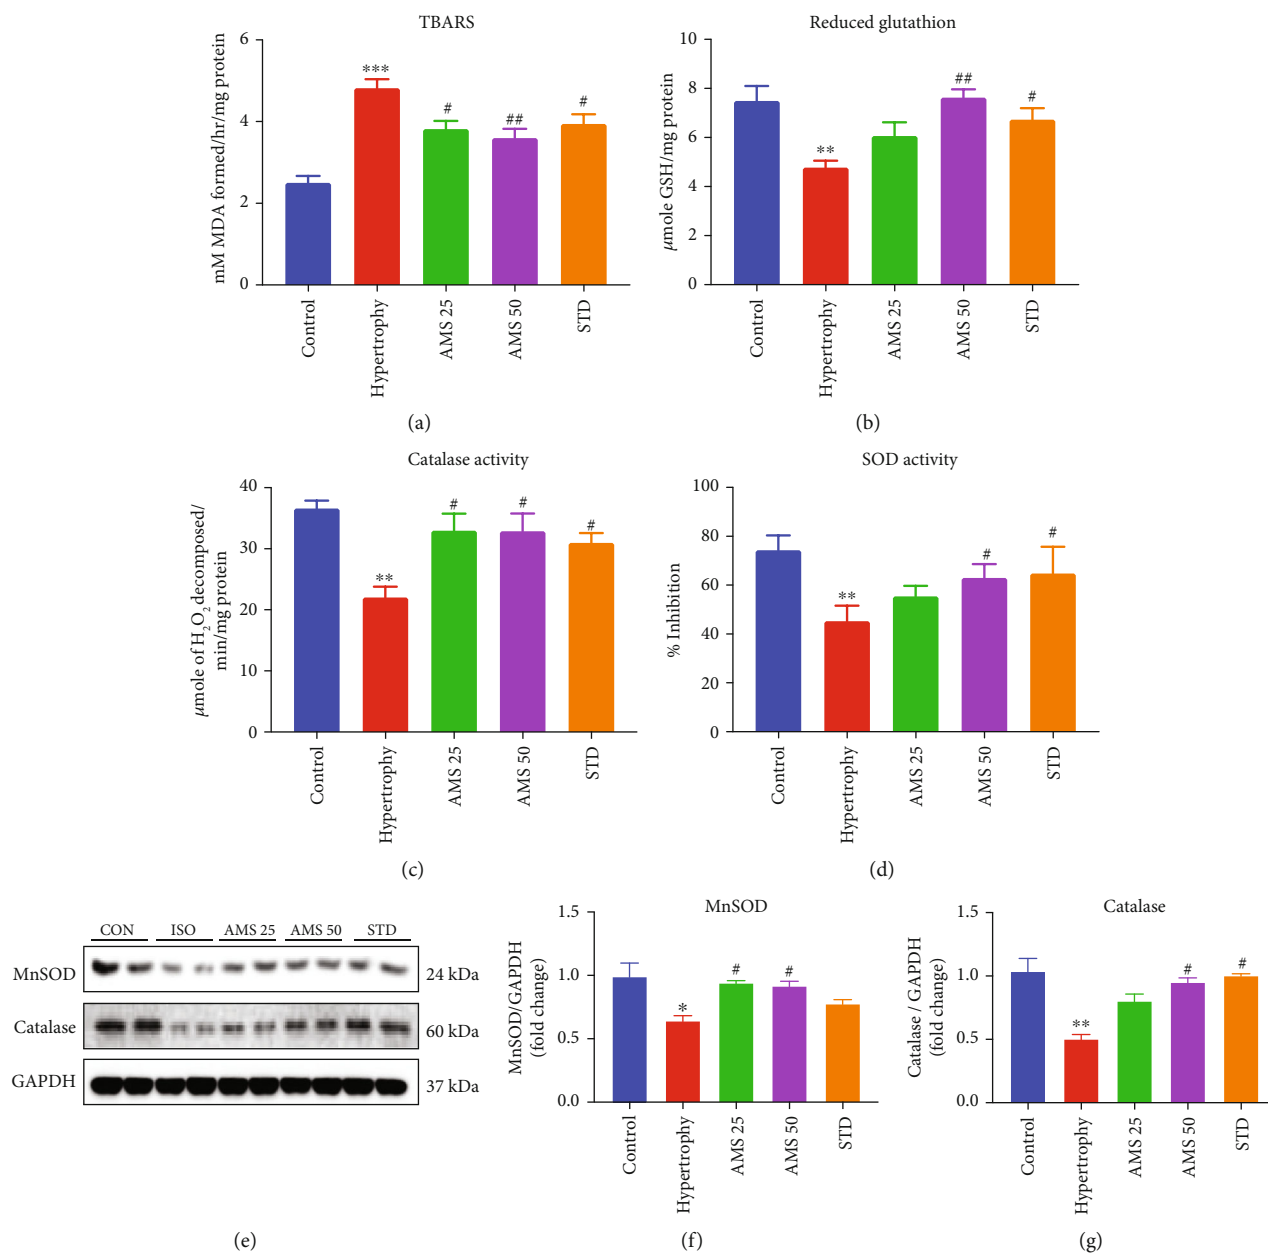 TBARS
mM MDA formed/hr/mg protein
6
4
2
0
***
#
##
#
Control
Hypertrophy
AMS 25
AMS 50
STD
(a)
Reduced glutathion
µmole GSH/mg protein
10
8
6
4
2
0
**
##
#
Control
Hypertrophy
AMS 25
AMS 50
STD
(b)
Catalase activity
µmole of H2O2 decomposed/
min/mg protein
40
30
20
10
0
**
#
#
#
Control
Hypertrophy
AMS 25
AMS 50
STD
(c)
SOD activity
% Inhibition
100
80
60
40
20
0
**
#
#
Control
Hypertrophy
AMS 25
AMS 50
STD
(d)
CON ISO AMS 25 AMS 50 STD
MnSOD 24 kDa
Catalase 60 kDa
GAPDH 37 kDa
(e)
MnSOD
MnSOD/GAPDH
(fold change)
1.5
1.0
0.5
0.0
*
#
#
Control
Hypertrophy
AMS 25
AMS 50
STD
(f)
Catalase
Catalase / GAPDH
(fold change)
1.5
1.0
0.5
0.0
**
#
#
Control
Hypertrophy
AMS 25
AMS 50
STD
(g)